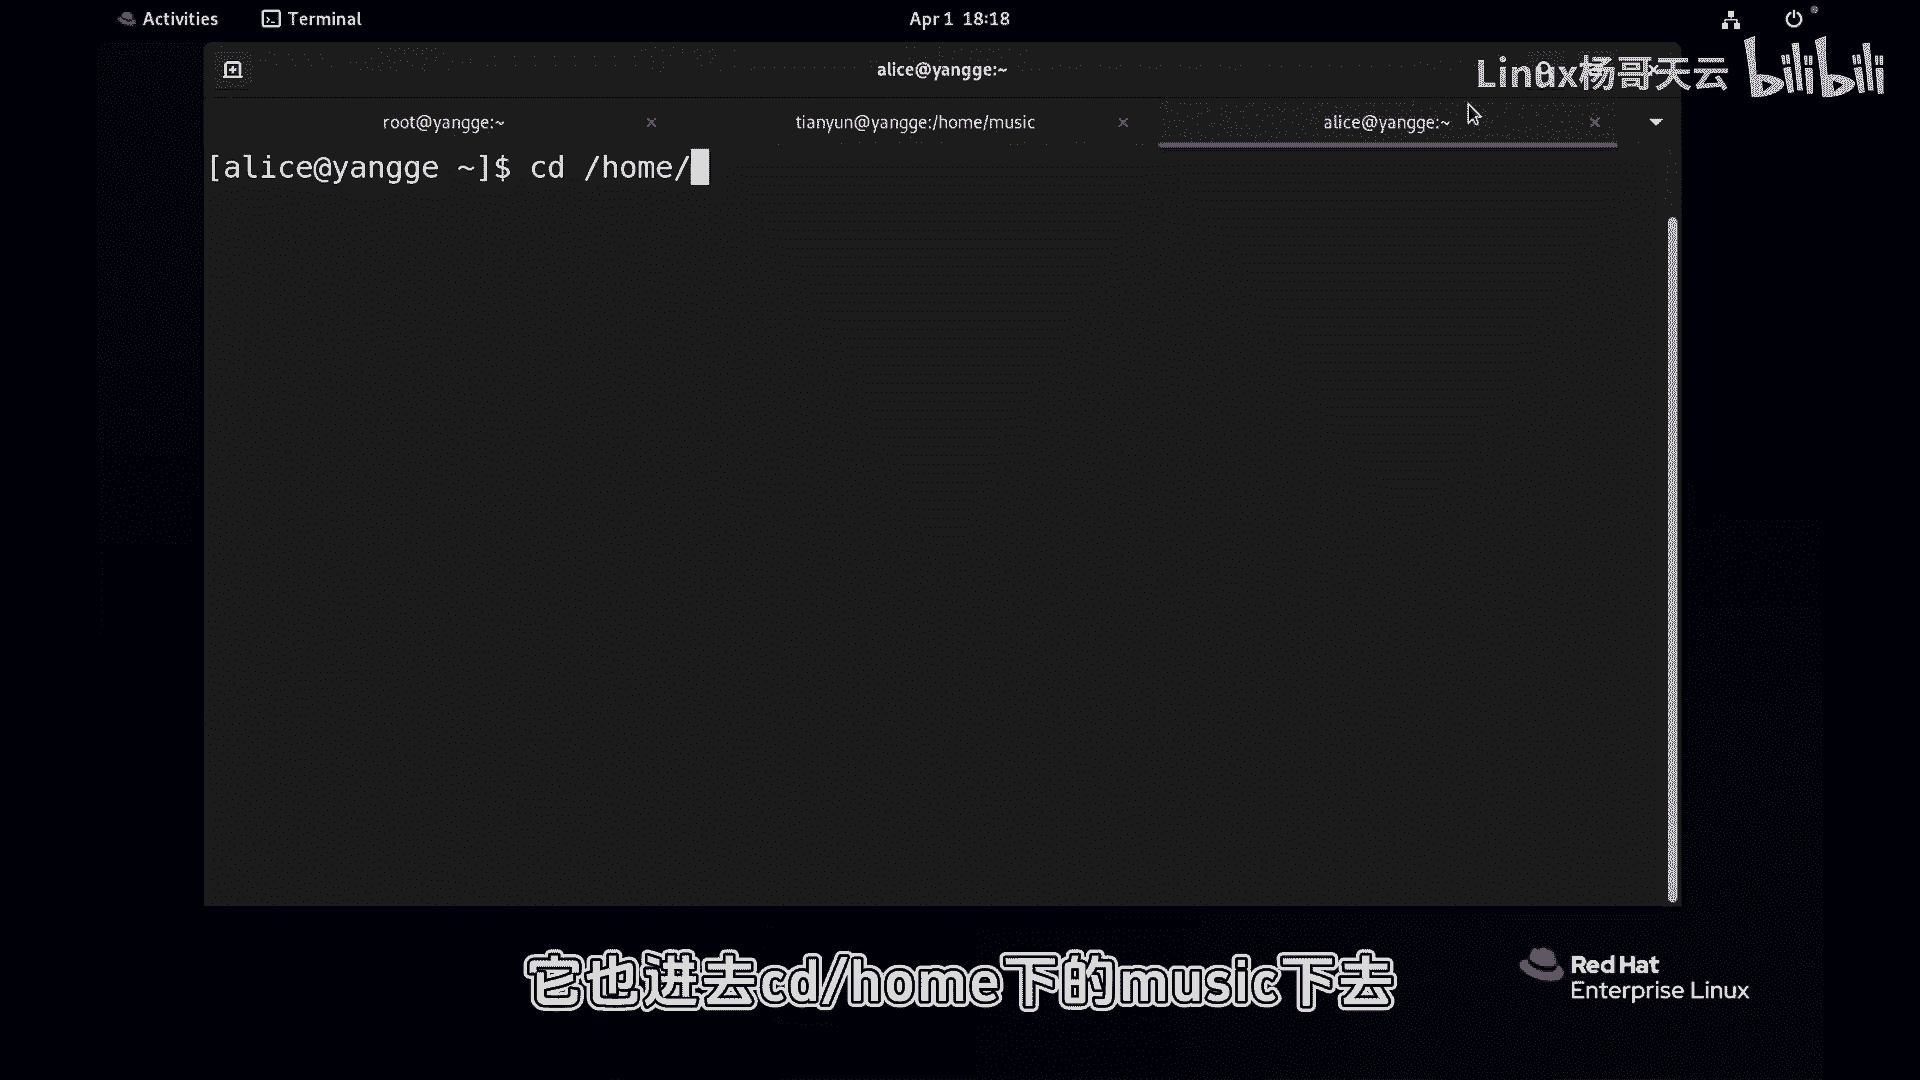 Activities Terminal Apr 1 18:18
alice@yangge:~
Linux杨哥天云 bilibili
root@yangge:~ tianyun@yangge:/home/music alice@yangge:~
[alice@yangge ~]$ cd /home/
它也进去cd/home下的music下去
Red Hat
Enterprise Linux